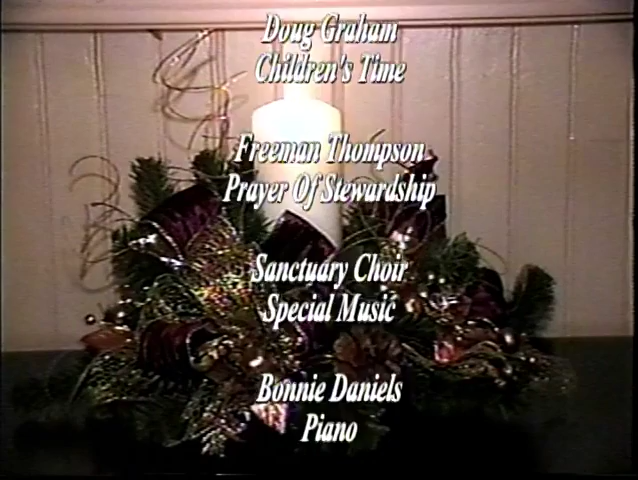 Doug Graham
Children's Time
Freeman Thompson
Prayer Of Stewardship
Sanctuary Choir
Special Music
Bonnie Daniels
Piano